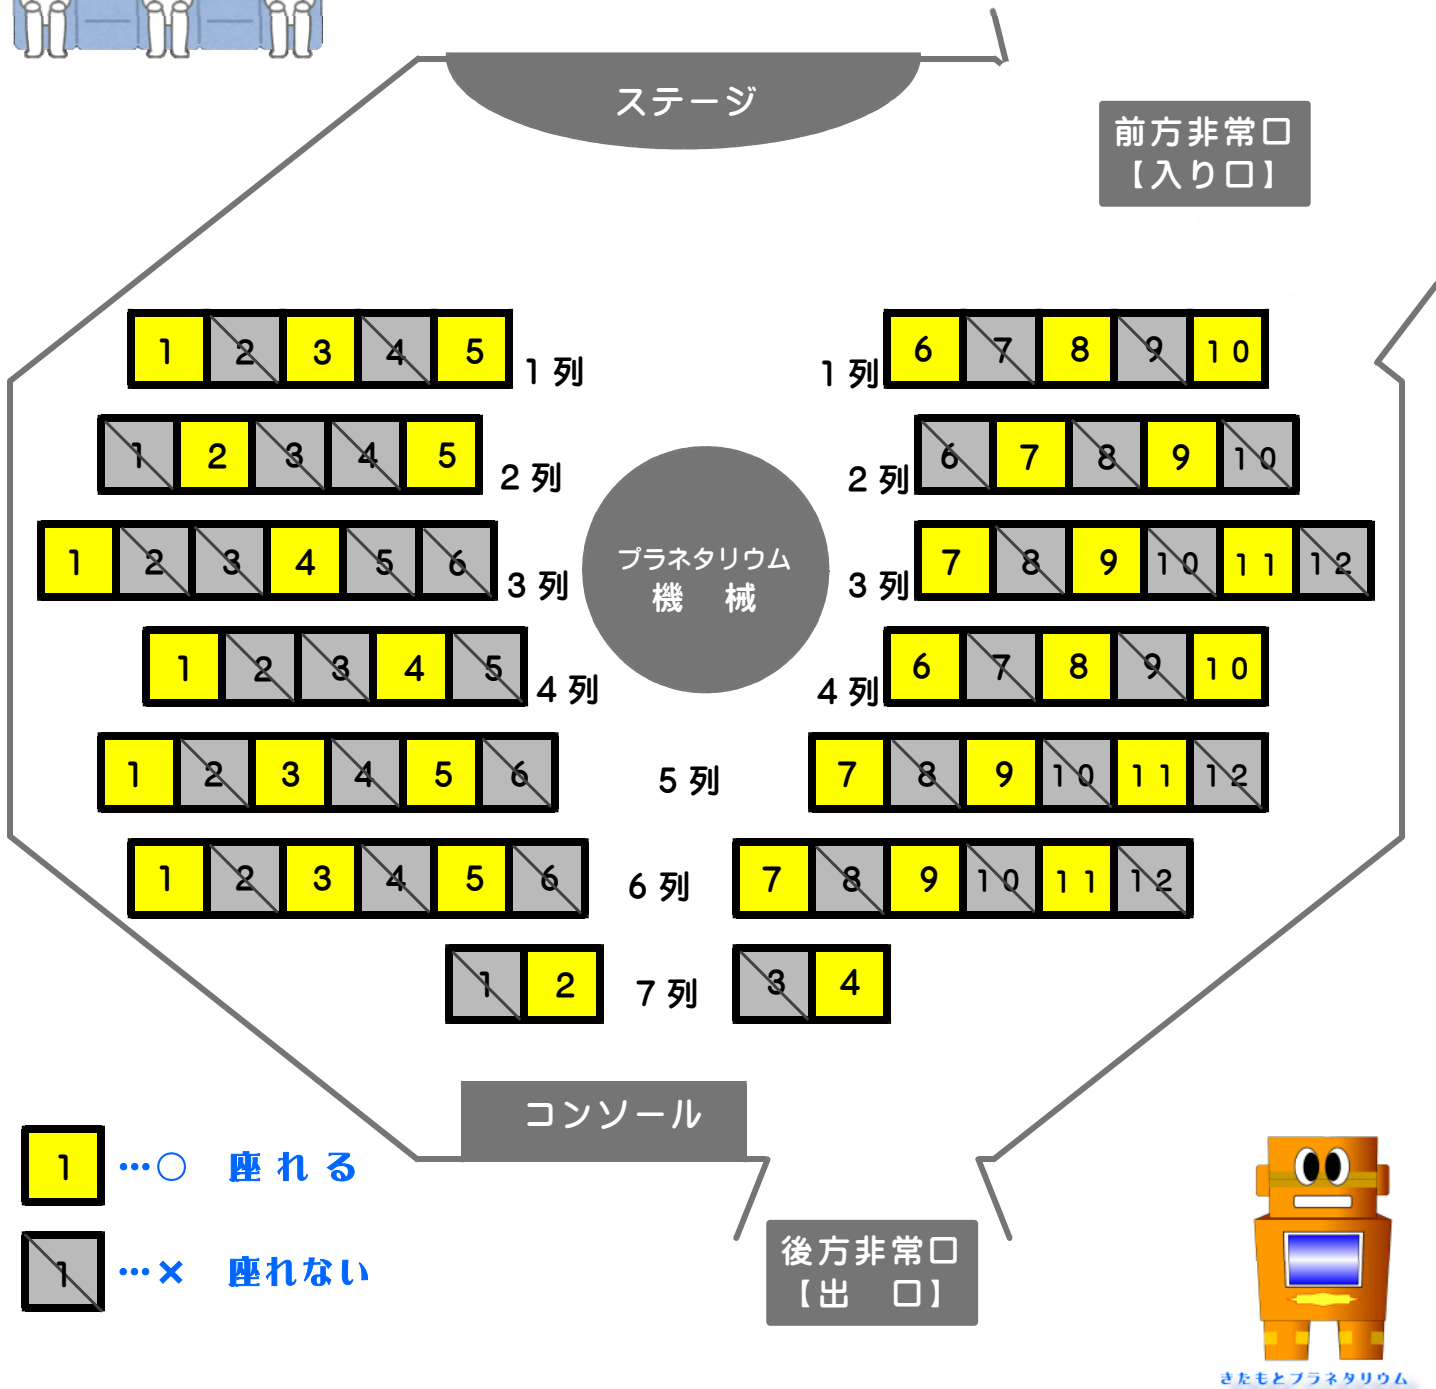 ステージ
前方非常口
【入り口】
1 2 3 4 5 1列
1列 6 7 8 9 10
1 2 3 4 5 2列
2列 6 7 8 9 10
1 2 3 4 5 6 3列
プラネタリウム
機 械
3列 7 8 9 10 11 12
1 2 3 4 5 4列
4列 6 7 8 9 10
1 2 3 4 5 6 5列 7 8 9 10 11 12
1 2 3 4 5 6 6列 7 8 9 10 11 12
1 2 7列 3 4
コンソール
1 …○ 座れる
1 …× 座れない
後方非常口
【出 口】
きたもとプラネタリウム